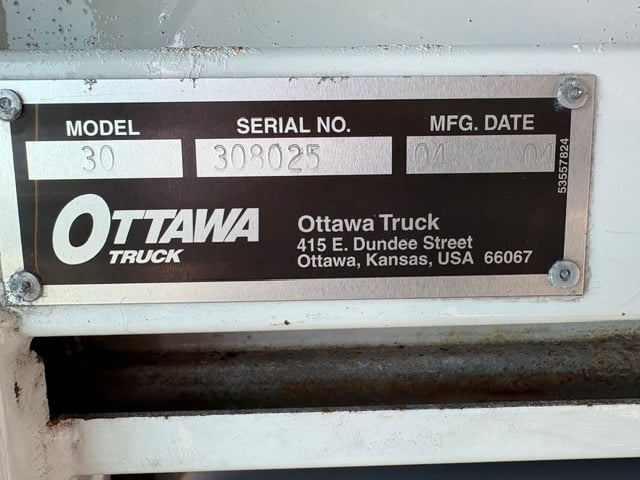 MODEL SERIAL NO. MFG. DATE
30 308025 04 04
OTTAWA
TRUCK
Ottawa Truck
415 E. Dundee Street
Ottawa, Kansas, USA 66067
53557824